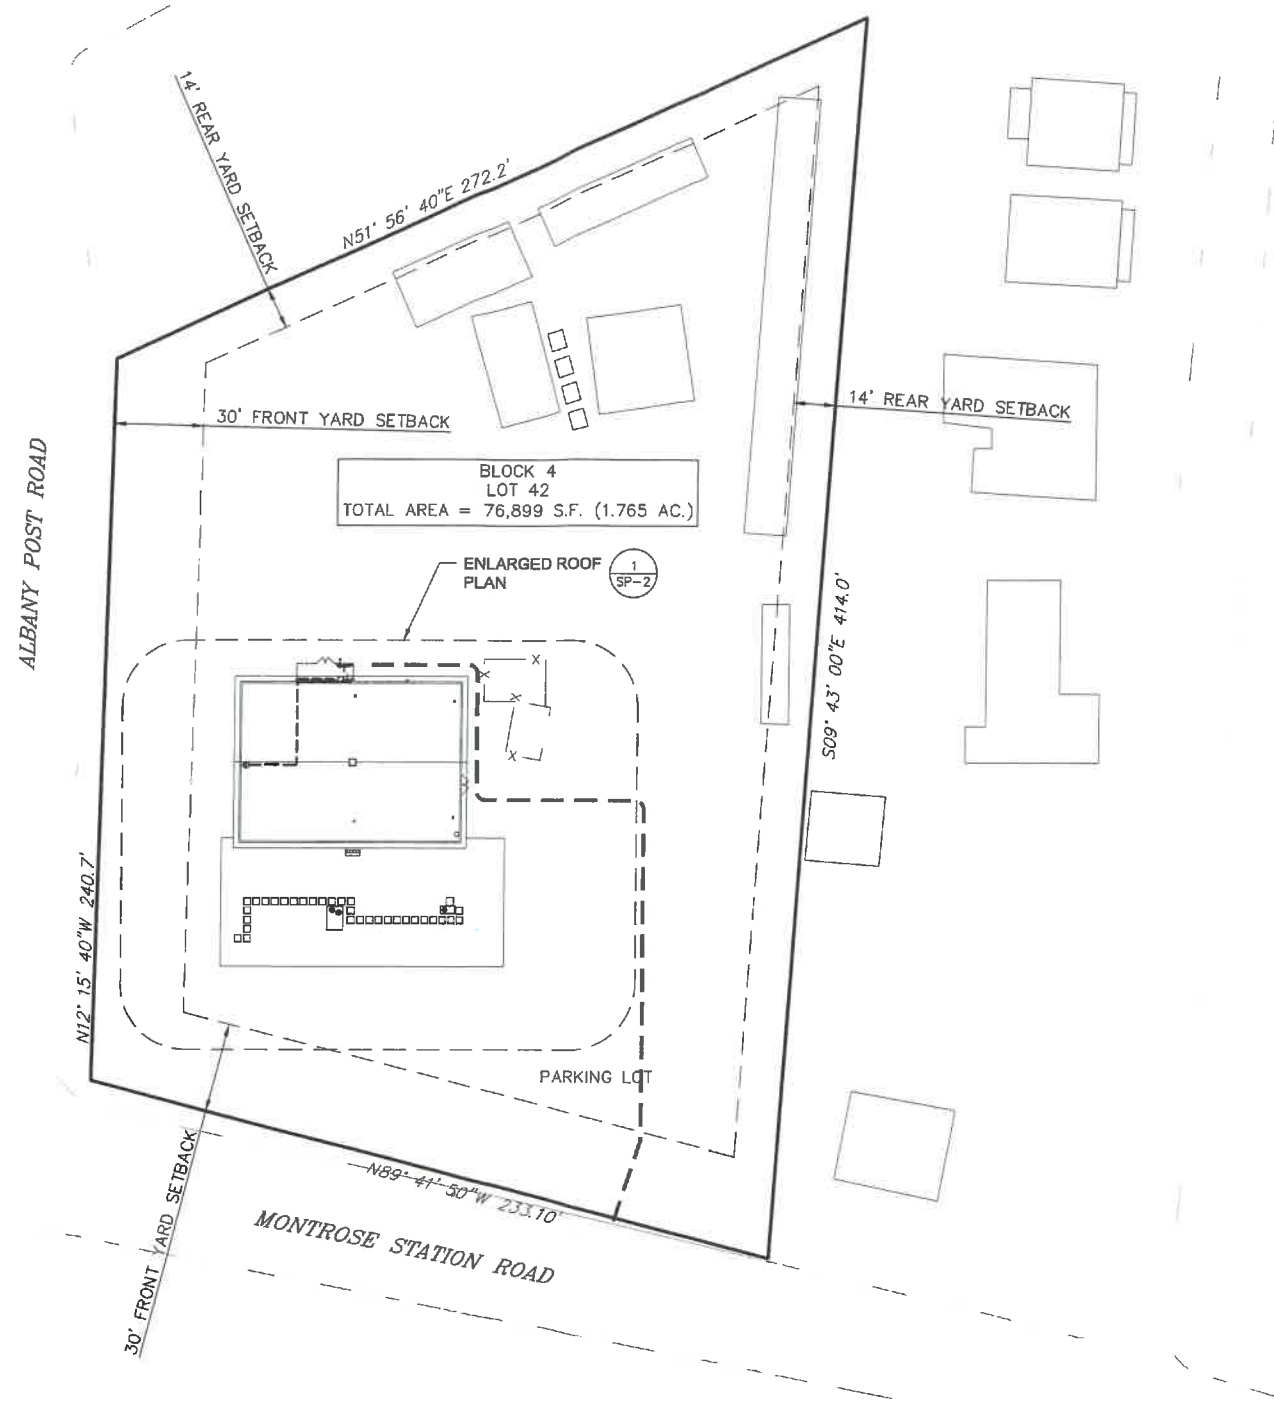 14' REAR YARD SETBACK
N51° 56' 40"E 272.2'
30' FRONT YARD SETBACK
14' REAR YARD SETBACK
BLOCK 4
LOT 42
TOTAL AREA = 76,899 S.F. (1.765 AC.)
ALBANY POST ROAD
ENLARGED ROOF
PLAN
1
SP-2
X
X
X
X
S09° 43' 00"E 414.0'
N12° 15' 40"W 240.7'
PARKING LOT
30' FRONT YARD SETBACK
N89° 41' 50"W 233.10'
MONTROSE STATION ROAD